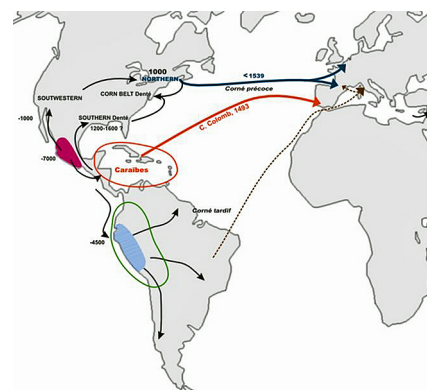 1000
NORTHERN
<1539
Corné précoce
CORN BELT Denté
SOUTWESTERN
-1000
SOUTHERN Denté
1200-1600 ?
C. Colomb, 1493
-7000
Caraïbes
Corné tardif
-4500